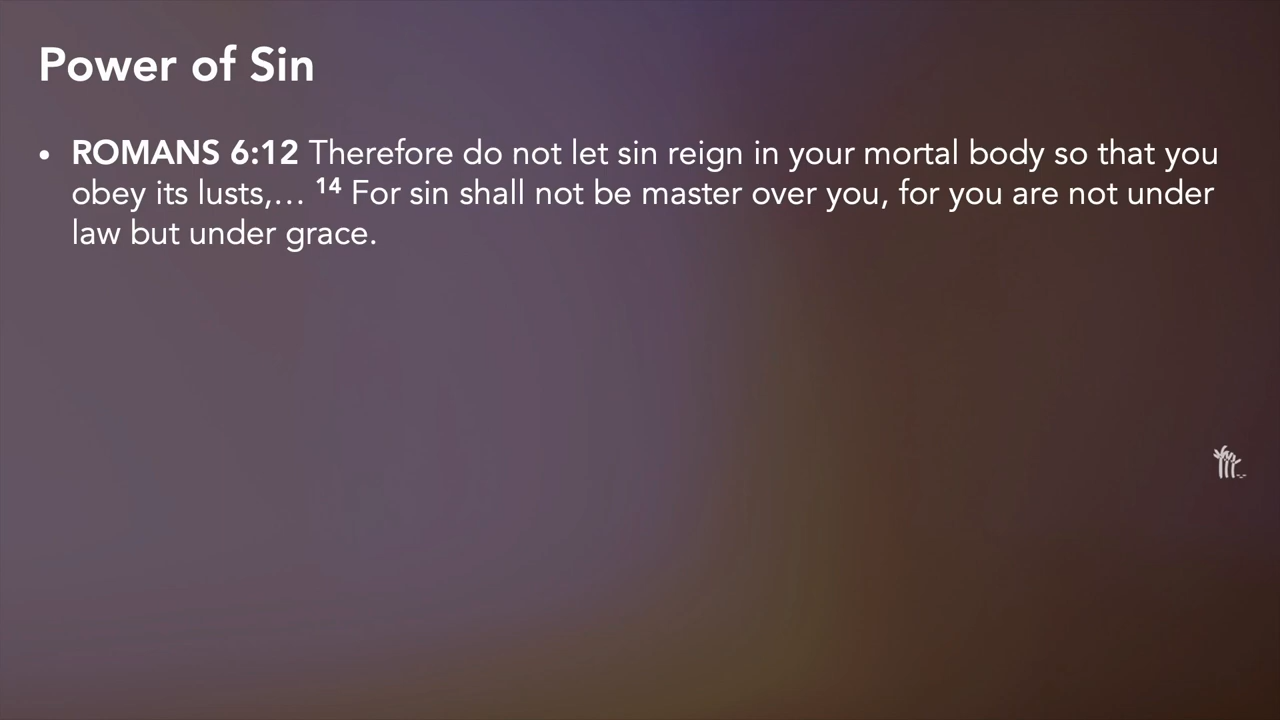 Power of Sin
• ROMANS 6:12 Therefore do not let sin reign in your mortal body so that you
obey its lusts,... 14 For sin shall not be master over you, for you are not under
law but under grace.